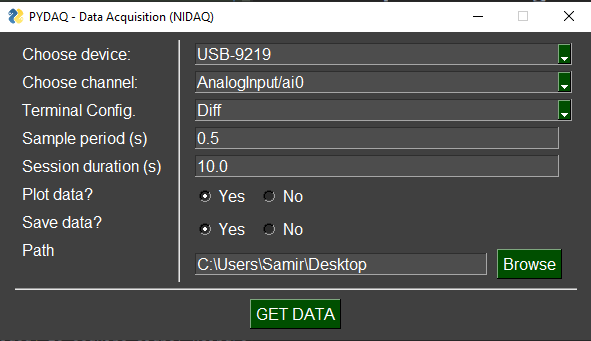 PYDAQ - Data Acquisition (NIDAQ)
Choose device: USB-9219
Choose channel: AnalogInput/ai0
Terminal Config. Diff
Sample period (s) 0.5
Session duration (s) 10.0
Plot data? Yes No
Save data? Yes No
Path C:\Users\Samir\Desktop Browse
GET DATA